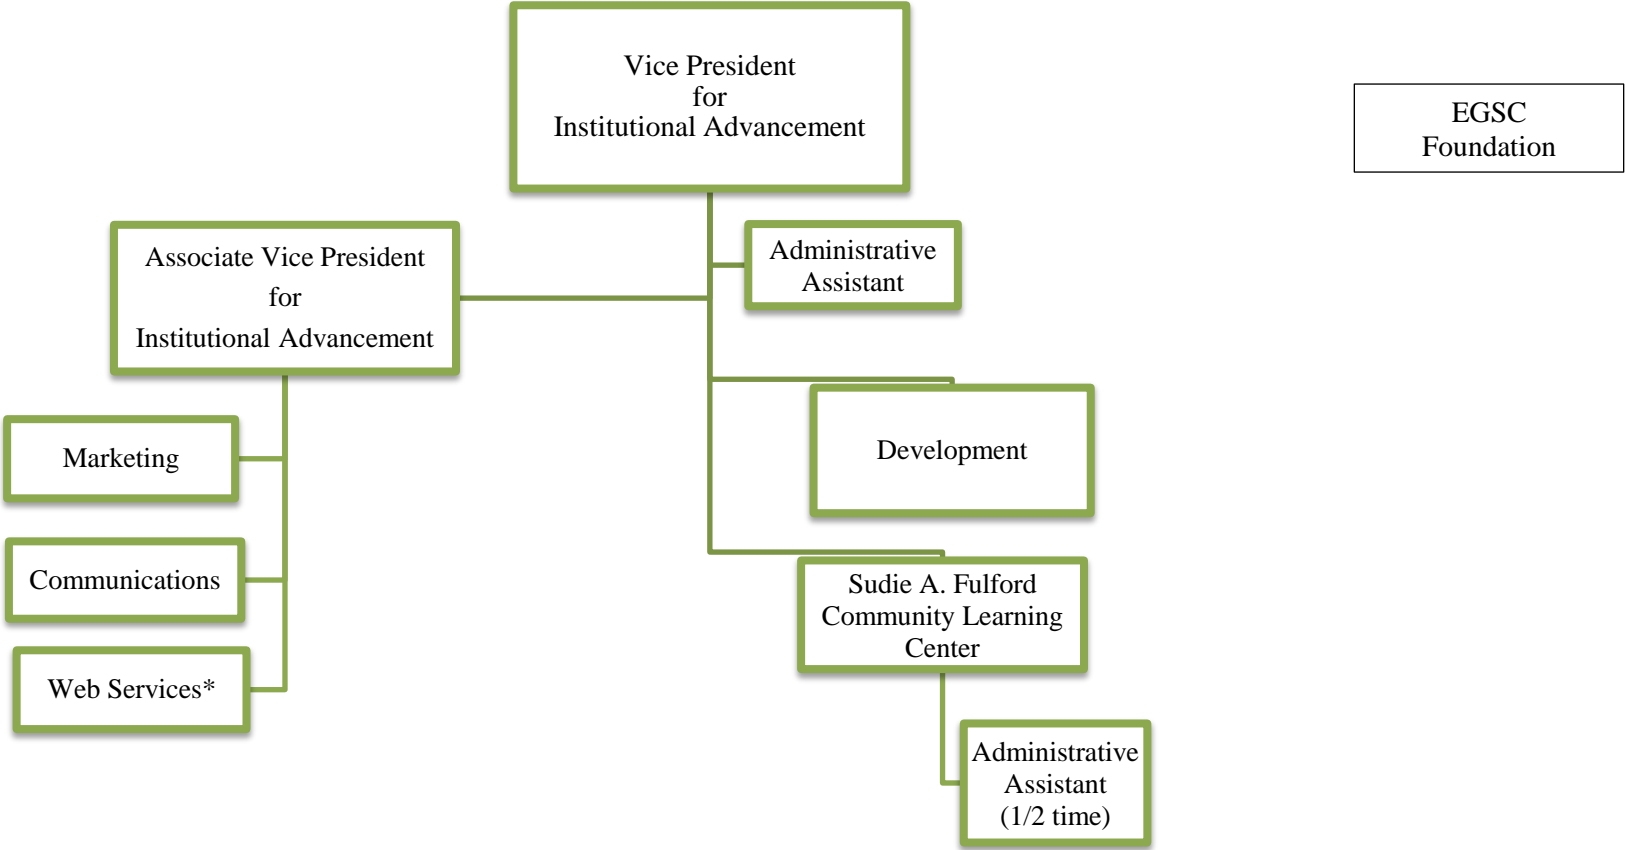 Vice President
for
Institutional Advancement
EGSC
Foundation
Associate Vice President
for
Institutional Advancement
Administrative
Assistant
Marketing
Development
Communications
Sudie A. Fulford
Community Learning
Center
Web Services*
Administrative
Assistant
(1/2 time)